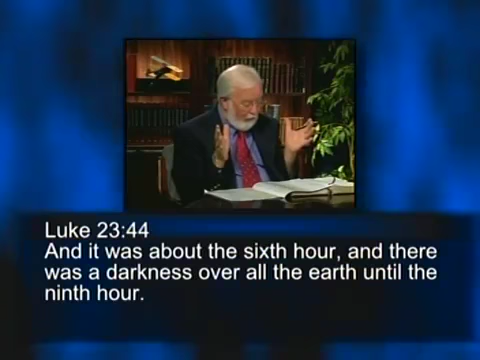 Luke 23:44
And it was about the sixth hour, and there
was a darkness over all the earth until the
ninth hour.